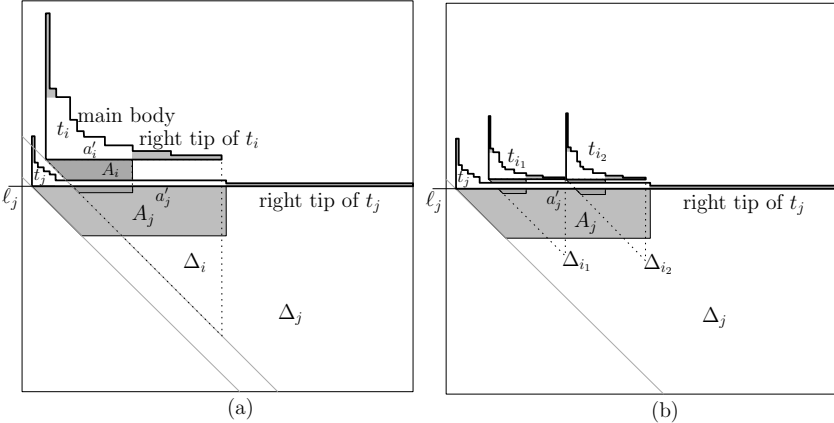 main body
t_i
right tip of t_i
a'_i
A_i
t_j
ℓ_j
a'_j
right tip of t_j
A_j
Δ_i
Δ_j
(a)
t_{i_1}
t_{i_2}
t_j
ℓ_j
a'_j
right tip of t_j
A_j
Δ_{i_1}
Δ_{i_2}
Δ_j
(b)